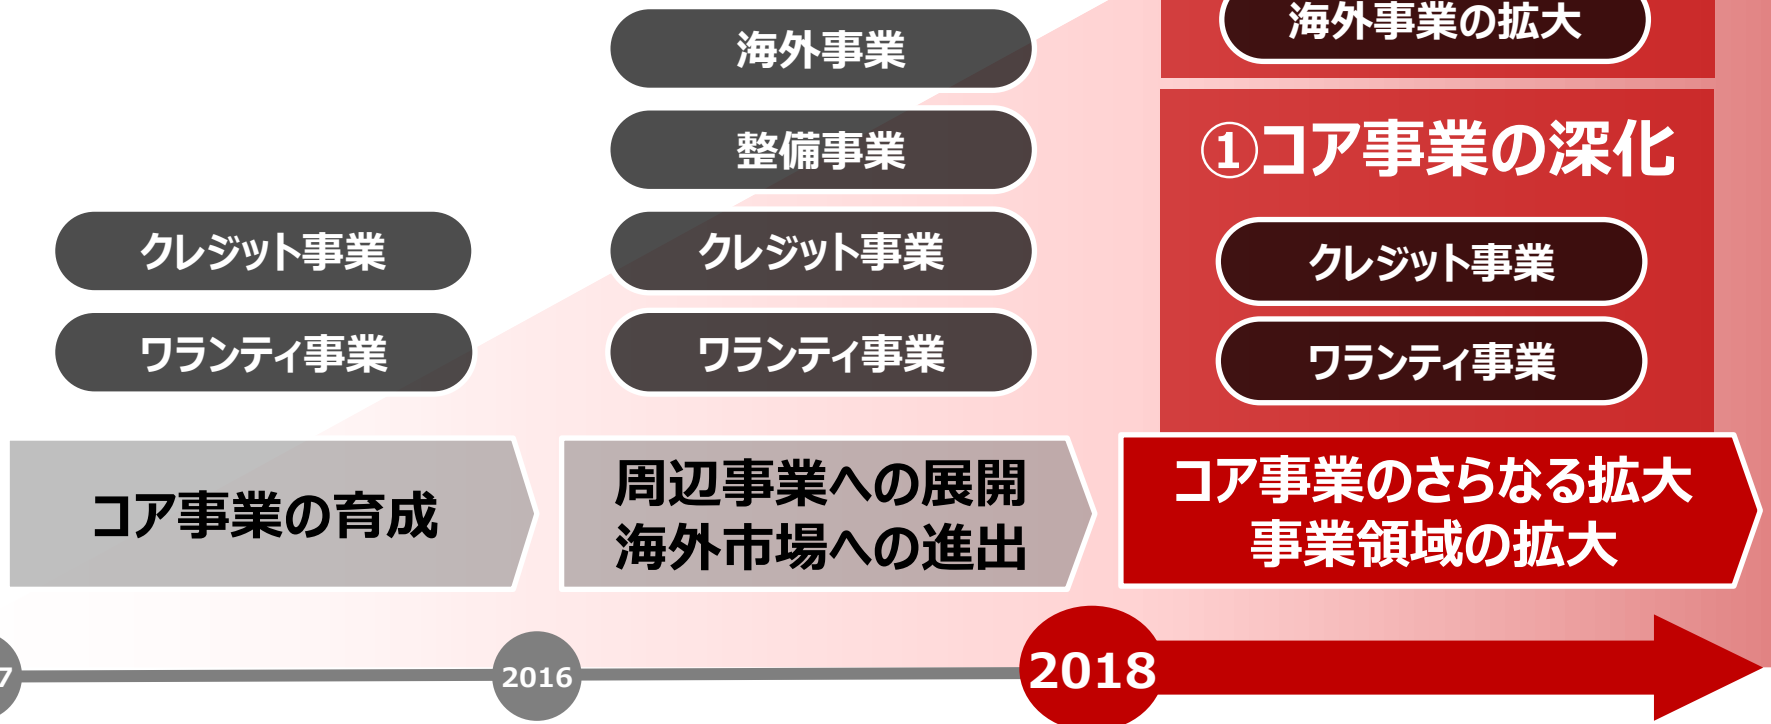 クレジット事業
ワランティ事業
コア事業の育成
海外事業
整備事業
クレジット事業
ワランティ事業
周辺事業への展開
海外市場への進出
海外事業の拡大
①コア事業の深化
クレジット事業
ワランティ事業
コア事業のさらなる拡大
事業領域の拡大
7
2016
2018